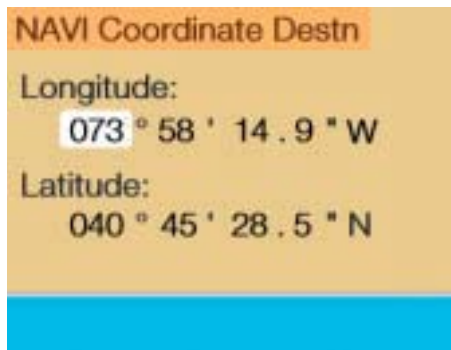 NAVI Coordinate Destn
Longitude:
073 ° 58 ' 14 . 9 " W
Latitude:
040 ° 45 ' 28 . 5 " N